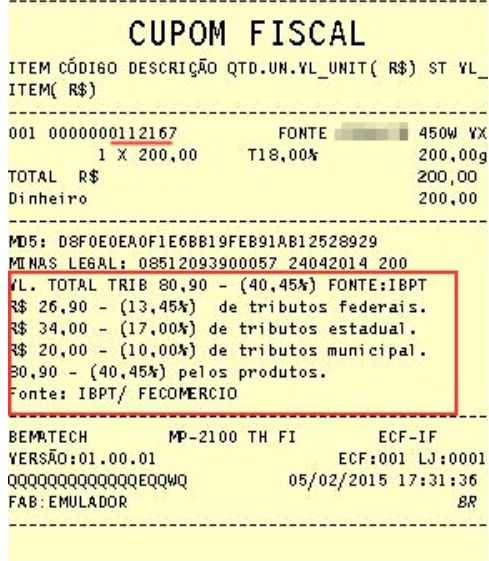 CUPOM FISCAL
ITEM CÓDIGO DESCRIÇÃO QTD.UN.VL_UNIT( R$) ST VL_
ITEM( R$)
001 0000000112167 FONTE 450W VX
1 X 200,00 T18,00% 200,00g
TOTAL R$ 200,00
Dinheiro 200,00
MD5: D8F0E0EA0F1E6BB19FEB91AB12528929
MINAS LEGAL: 08512093900057 24042014 200
VL. TOTAL TRIB 80,90 - (40,45%) FONTE:IBPT
R$ 26,90 - (13,45%) de tributos federais.
R$ 34,00 - (17,00%) de tributos estadual.
R$ 20,00 - (10,00%) de tributos municipal.
80,90 - (40,45%) pelos produtos.
Fonte: IBPT/ FECOMERCIO
BEMATECH MP-2100 TH FI ECF-IF
VERSÃO:01.00.01 ECF:001 LJ:0001
QQQQQQQQQQQQQEQQWQ 05/02/2015 17:31:36
FAB:EMULADOR BR